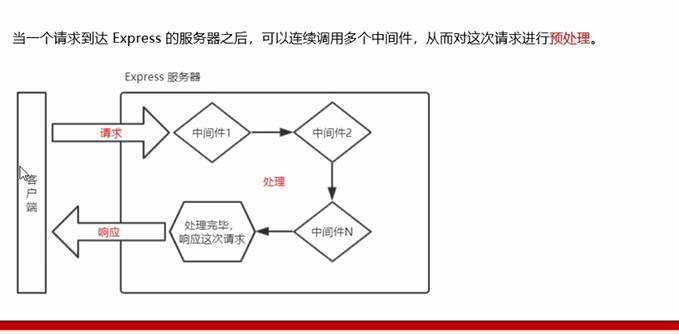 当一个请求到达 Express 的服务器之后，可以连续调用多个中间件，从而对这次请求进行预处理。
Express 服务器
请求
中间件1
中间件2
客户端
处理
响应
处理完毕，
响应这次请求
中间件N